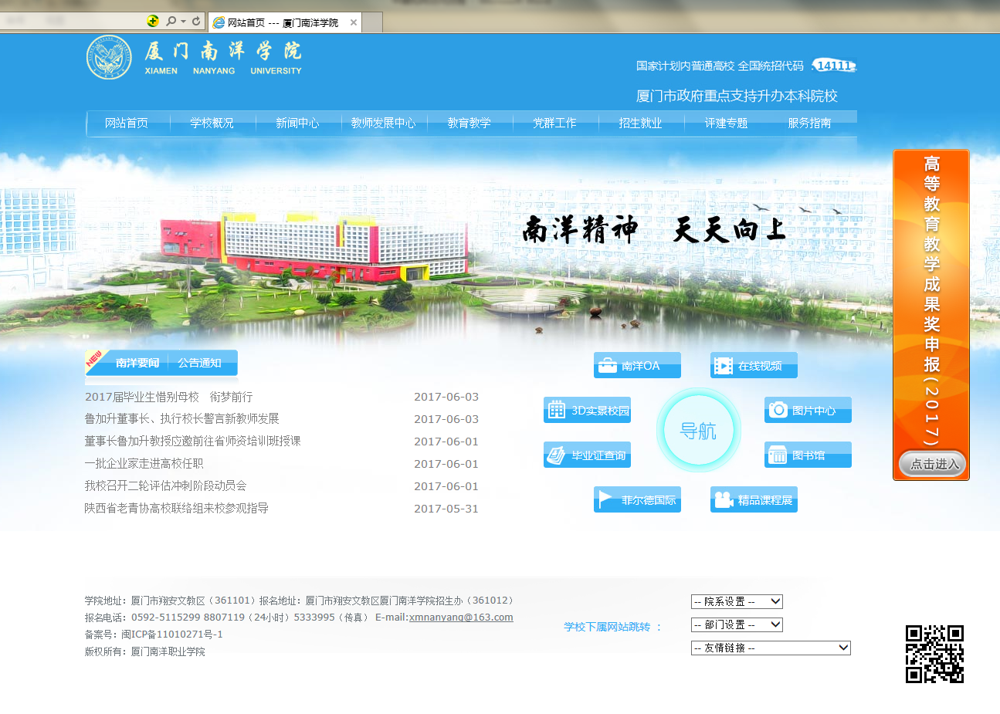 网站首页 --- 厦门南洋学院
厦门南洋学院
XIAMEN NANYANG UNIVERSITY
国家计划内普通高校 全国统招代码 :14111
厦门市政府重点支持升办本科院校
网站首页 学校概况 新闻中心 教师发展中心 教育教学 党群工作 招生就业 评建专题 服务指南
南洋精神 天天向上
高等教育教学成果奖申报(2017)
点击进入
NEW 南洋要闻 公告通知
2017届毕业生惜别母校 衔梦前行 2017-06-03
鲁加升董事长、执行校长警言新教师发展 2017-06-03
董事长鲁加升教授应邀前往省师资培训班授课 2017-06-01
一批企业家走进高校任职 2017-06-01
我校召开二轮评估冲刺阶段动员会 2017-06-01
陕西省老青协高校联络组来校参观指导 2017-05-31
南洋OA 在线视频
3D实景校园 图片中心
导航
毕业证查询 图书馆
菲尔德国际 精品课程展
学院地址：厦门市翔安文教区（361101）报名地址：厦门市翔安文教区厦门南洋学院招生办（361012）
报名电话：0592-5115299 8807119（24小时）5333995（传真） E-mail:xmnanyang@163.com
备案号：闽ICP备11010271号-1
版权所有：厦门南洋职业学院
学校下属网站跳转 ：
-- 院系设置 --
-- 部门设置 --
-- 友情链接 --